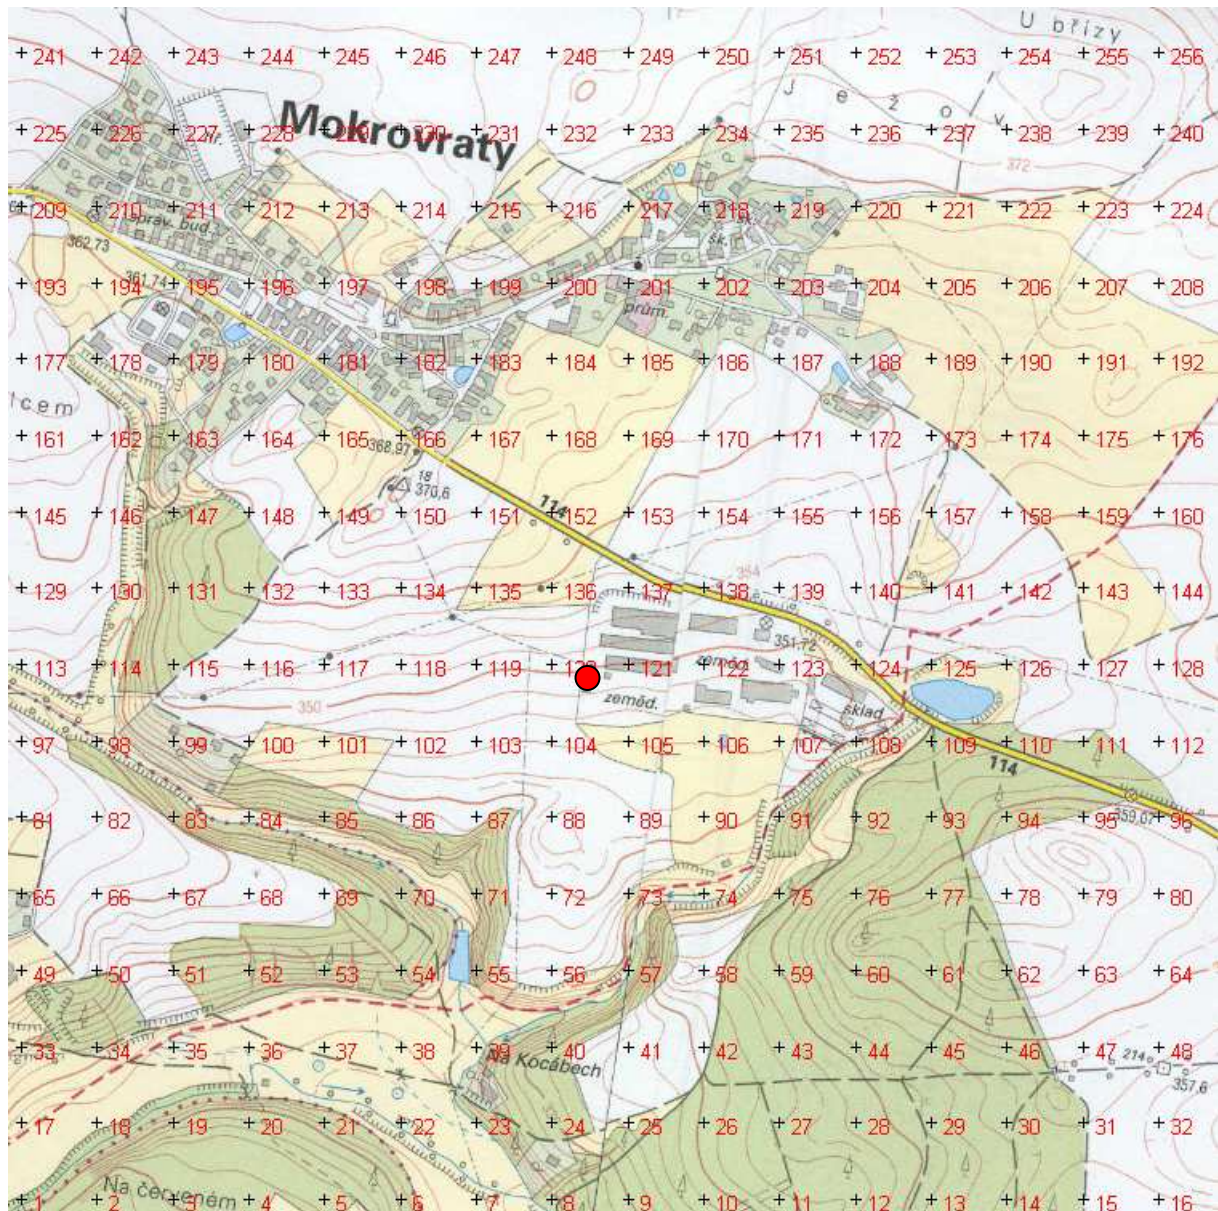 U břízy
241 242 243 244 245 246 247 248 249 250 251 252 253 254 255 256
J e ž o v
Mokrovraty
225 226 227 228 229 230 231 232 233 234 235 236 237 238 239 240
372
209 210 211 212 213 214 215 216 217 218 219 220 221 222 223 224
zpráv. bud.
šk.
šk.
362,73
361,74
193 194 195 196 197 198 199 200 201 202 203 204 205 206 207 208
prům.
177 178 179 180 181 182 183 184 185 186 187 188 189 190 191 192
lcem
161 162 163 164 165 166 167 168 169 170 171 172 173 174 175 176
368,97
18
370,6
114
145 146 147 148 149 150 151 152 153 154 155 156 157 158 159 160
354
129 130 131 132 133 134 135 136 137 138 139 140 141 142 143 144
351,72
113 114 115 116 117 118 119 120 121 122 123 124 125 126 127 128
zeměd.
zeměd.
350
sklad
97 98 99 100 101 102 103 104 105 106 107 108 109 110 111 112
114
81 82 83 84 85 86 87 88 89 90 91 92 93 94 95 96
359,07
65 66 67 68 69 70 71 72 73 74 75 76 77 78 79 80
49 50 51 52 53 54 55 56 57 58 59 60 61 62 63 64
33 34 35 36 37 38 39 40 41 42 43 44 45 46 47 48
214
Na Kocábech
357,6
17 18 19 20 21 22 23 24 25 26 27 28 29 30 31 32
Na červeném
1 2 3 4 5 6 7 8 9 10 11 12 13 14 15 16